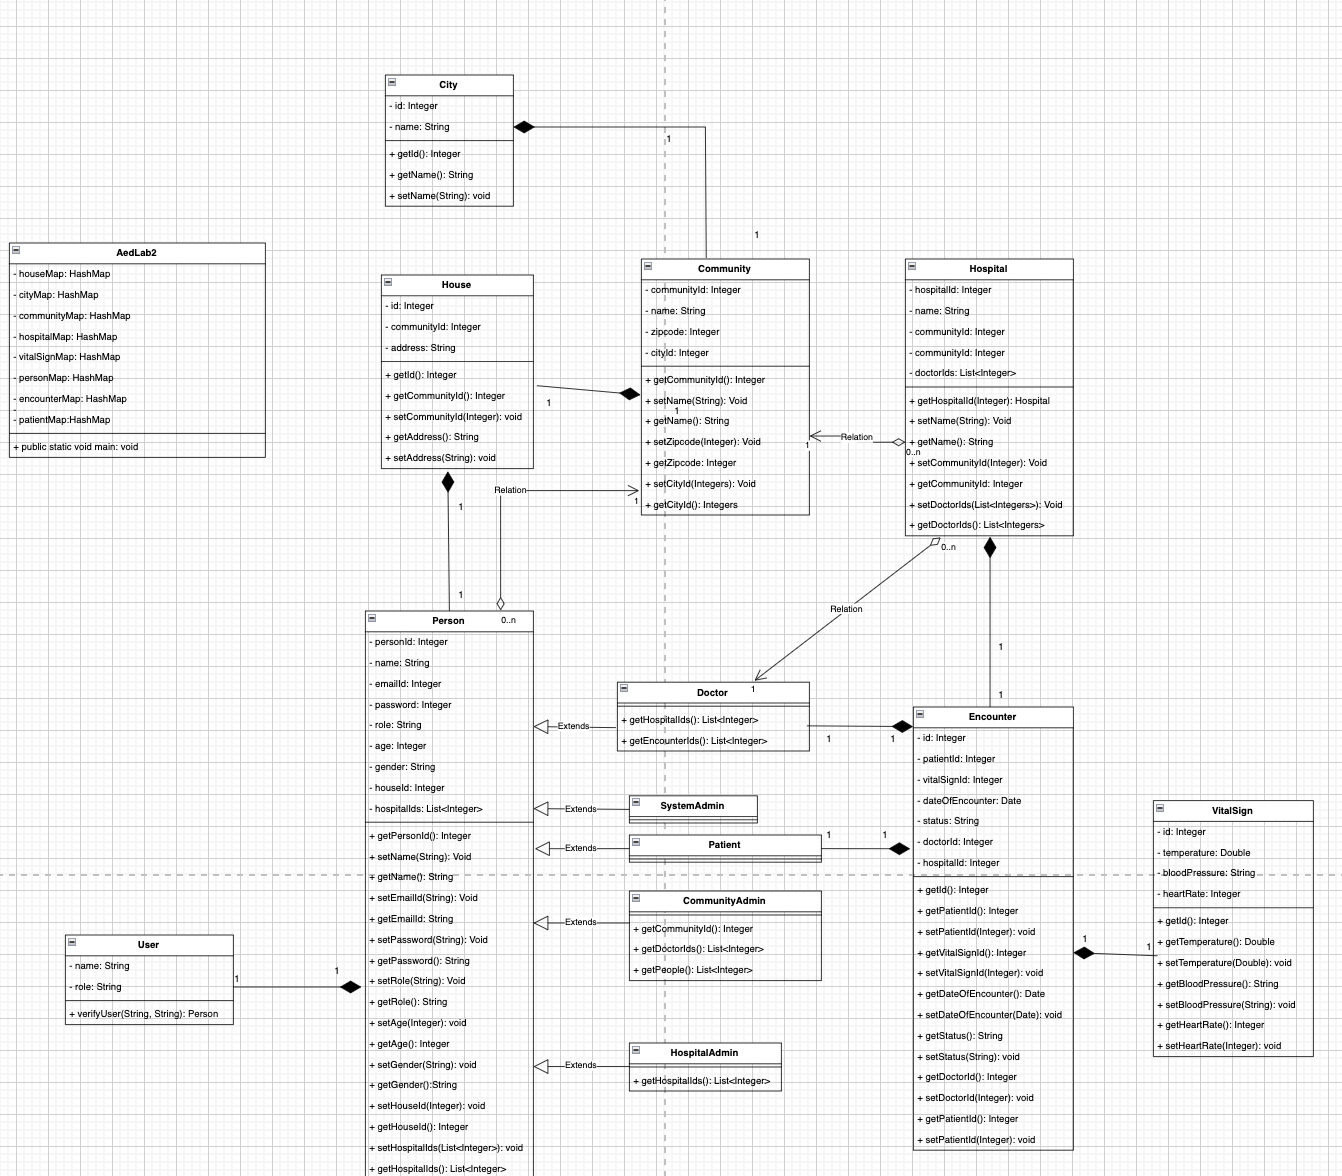 City
- id: Integer
- name: String
+ getId(): Integer
+ getName(): String
+ setName(String): void
1
1
AedLab2
- houseMap: HashMap
- cityMap: HashMap
- communityMap: HashMap
- hospitalMap: HashMap
- vitalSignMap: HashMap
- personMap: HashMap
- encounterMap: HashMap
-
- patientMap:HashMap
+ public static void main: void
House
- id: Integer
- communityId: Integer
- address: String
+ getId(): Integer
+ getCommunityId(): Integer
+ setCommunityId(Integer): void
+ getAddress(): String
+ setAddress(String): void
1
1
Community
- communityId: Integer
- name: String
- zipcode: Integer
- cityId: Integer
+ getCommunityId(): Integer
+ setName(String): Void
+ getName(): String
+ setZipcode(Integer): Void
+ getZipcode: Integer
+ setCityId(Integers): Void
+ getCityId(): Integers
Relation
1
0..n
Hospital
- hospitalId: Integer
- name: String
- communityId: Integer
- communityId: Integer
- doctorIds: List<Integer>
+ getHospitalId(Integer): Hospital
+ setName(String): Void
+ getName(): String
+ setCommunityId(Integer): Void
+ getCommunityId: Integer
+ setDoctorIds(List<Integers>): Void
+ getDoctorIds(): List<Integers>
Relation
1
0..n
1
1
0..n
Relation
1
1
1
Person
- personId: Integer
- name: String
- emailId: Integer
- password: Integer
- role: String
- age: Integer
- gender: String
- houseId: Integer
- hospitalIds: List<Integer>
+ getPersonId(): Integer
+ setName(String): Void
+ getName(): String
+ setEmailId(String): Void
+ getEmailId: String
+ setPassword(String): Void
+ getPassword(): String
+ setRole(String): Void
+ getRole(): String
+ setAge(Integer): void
+ getAge(): Integer
+ setGender(String): void
+ getGender():String
+ setHouseId(Integer): void
+ getHouseId(): Integer
+ setHospitalIds(List<Integer>): void
+ getHospitalIds(): List<Integer>
Extends
Doctor
+ getHospitalIds(): List<Integer>
+ getEncounterIds(): List<Integer>
1
1
Extends
SystemAdmin
Extends
Patient
1
1
Extends
CommunityAdmin
+ getCommunityId(): Integer
+ getDoctorIds(): List<Integer>
+ getPeople(): List<Integer>
Extends
HospitalAdmin
+ getHospitalIds(): List<Integer>
User
- name: String
- role: String
+ verifyUser(String, String): Person
1
1
Encounter
- id: Integer
- patientId: Integer
- vitalSignId: Integer
- dateOfEncounter: Date
- status: String
- doctorId: Integer
- hospitalId: Integer
+ getId(): Integer
+ getPatientId(): Integer
+ setPatientId(Integer): void
+ getVitalSignId(): Integer
+ setVitalSignId(Integer): void
+ getDateOfEncounter(): Date
+ setDateOfEncounter(Date): void
+ getStatus(): String
+ setStatus(String): void
+ getDoctorId(): Integer
+ setDoctorId(Integer): void
+ getPatientId(): Integer
+ setPatientId(Integer): void
1
1
VitalSign
- id: Integer
- temperature: Double
- bloodPressure: String
- heartRate: Integer
+ getId(): Integer
+ getTemperature(): Double
+ setTemperature(Double): void
+ getBloodPressure(): String
+ setBloodPressure(String): void
+ getHeartRate(): Integer
+ setHeartRate(Integer): void